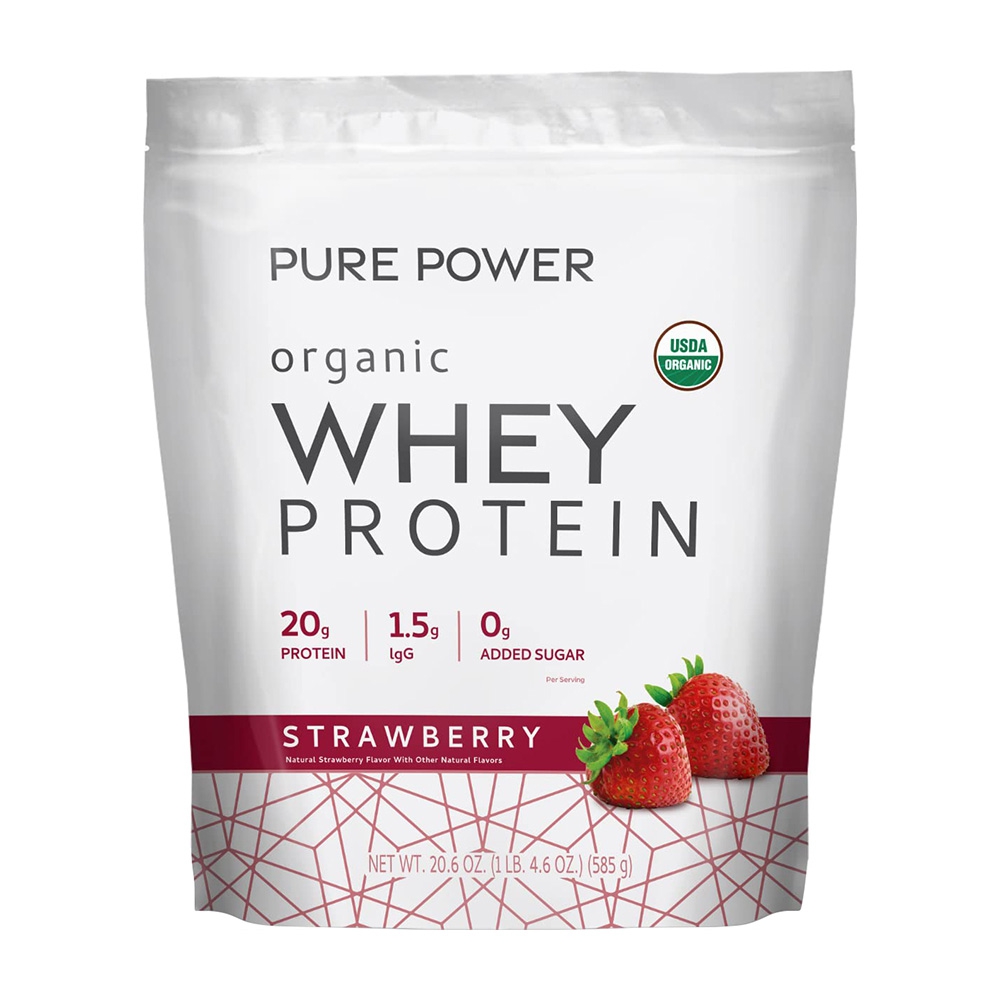 PURE POWER
organic
USDA
ORGANIC
WHEY
PROTEIN
20g
PROTEIN
1.5g
lgG
0g
ADDED SUGAR
Per Serving
STRAWBERRY
Natural Strawberry Flavor With Other Natural Flavors
NET WT. 20.6 OZ. (1 LB. 4.6 OZ.) (585 g)